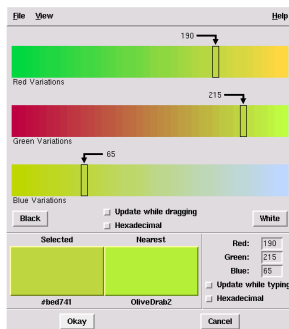 File View Help
190
Red Variations
215
Green Variations
65
Blue Variations
Black
Update while dragging
Hexadecimal
White
Selected Nearest
#bed741 OliveDrab2
Red: 190
Green: 215
Blue: 65
Update while typing
Hexadecimal
Okay Cancel